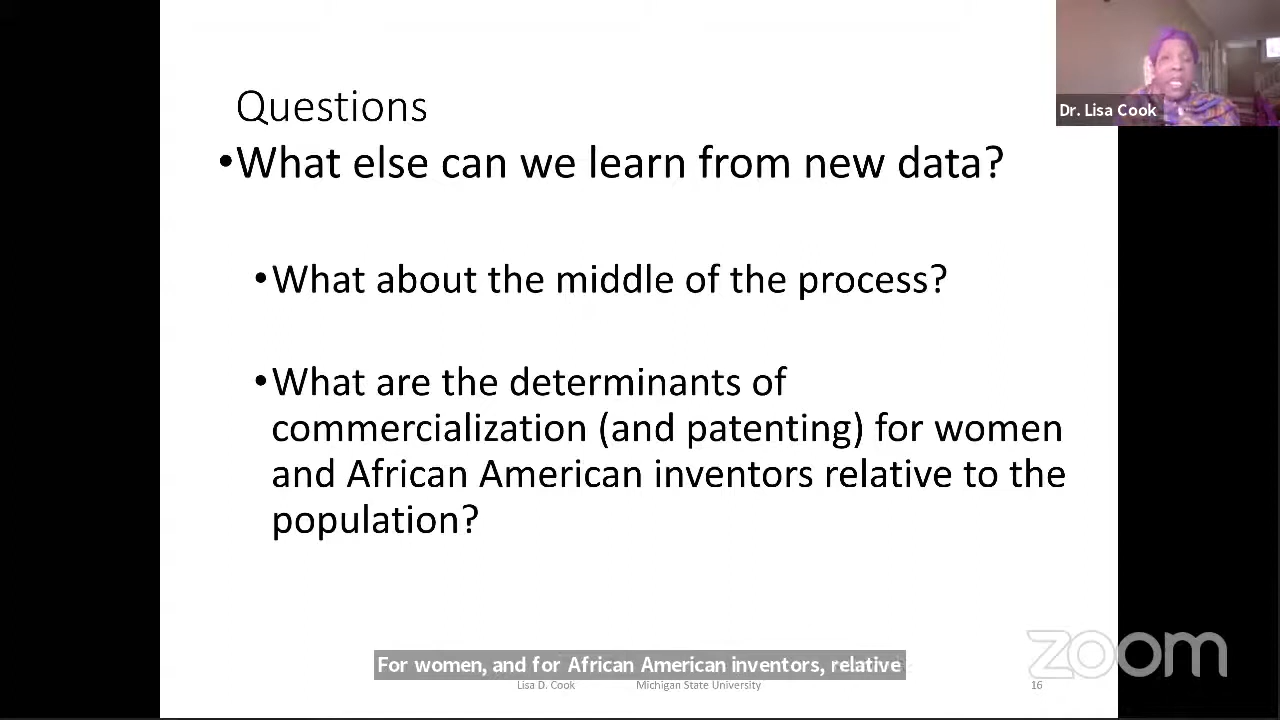 Questions
•What else can we learn from new data?
•What about the middle of the process?
•What are the determinants of
commercialization (and patenting) for women
and African American inventors relative to the
population?
Dr. Lisa Cook
For women, and for African American inventors, relative
Lisa D. Cook Michigan State University 16
zoom